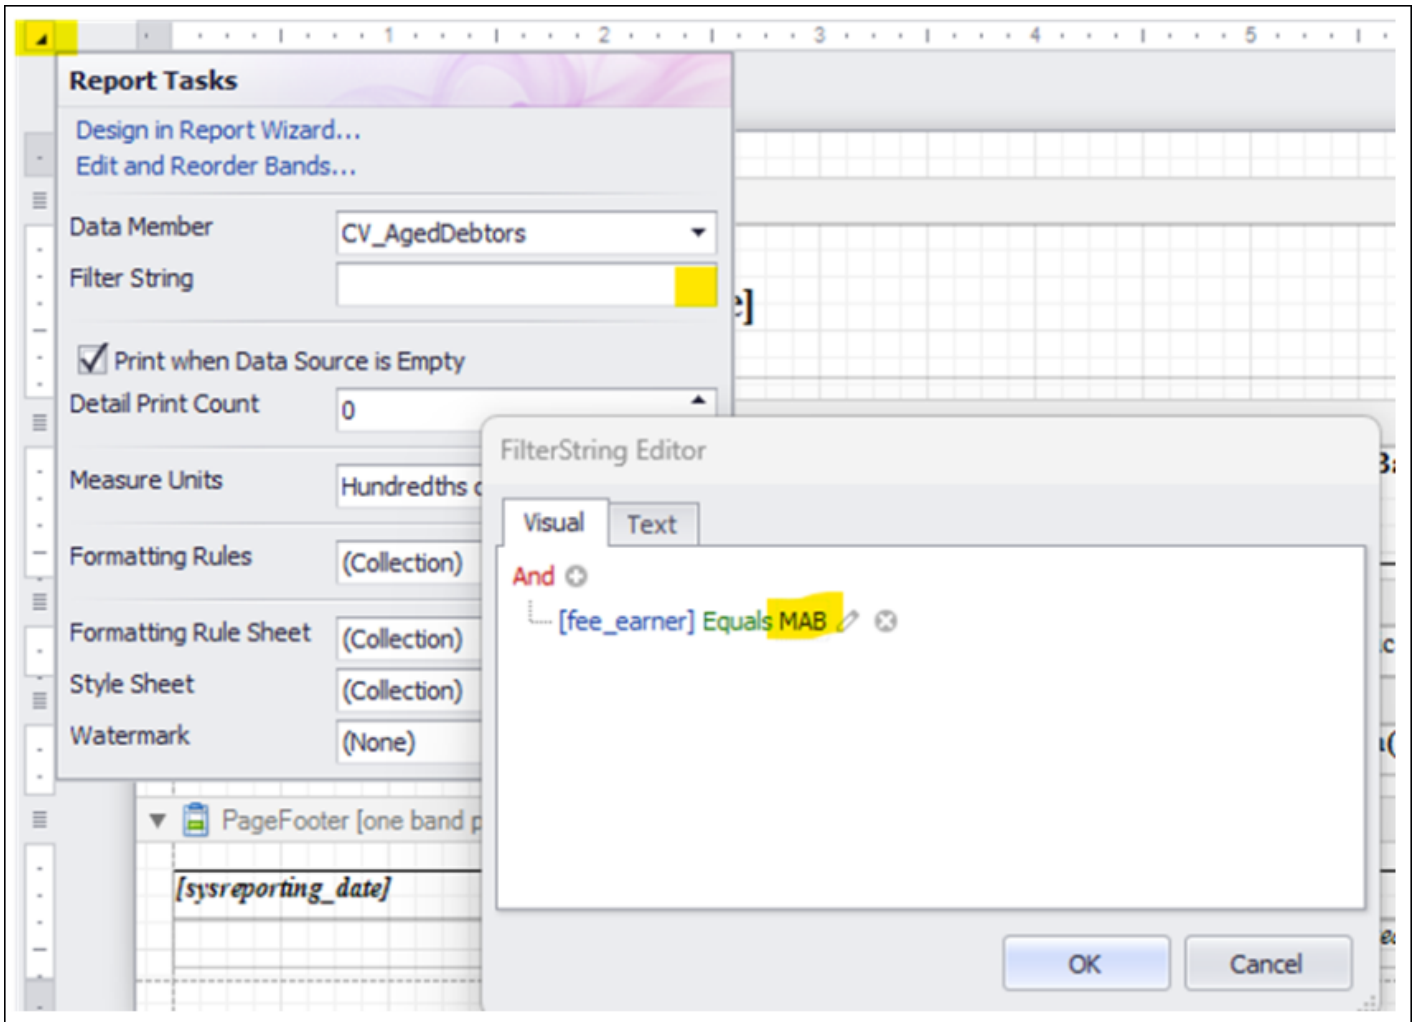 1 2 3 4 5
Report Tasks
Design in Report Wizard...
Edit and Reorder Bands...
Data Member CV_AgedDebtors
Filter String
Print when Data Source is Empty
Detail Print Count 0
Measure Units Hundredths
Formatting Rules (Collection)
Formatting Rule Sheet (Collection)
Style Sheet (Collection)
Watermark (None)
FilterString Editor
Visual Text
And
[fee_earner] Equals MAB
OK Cancel
PageFooter [one band p
[sysreporting_date]